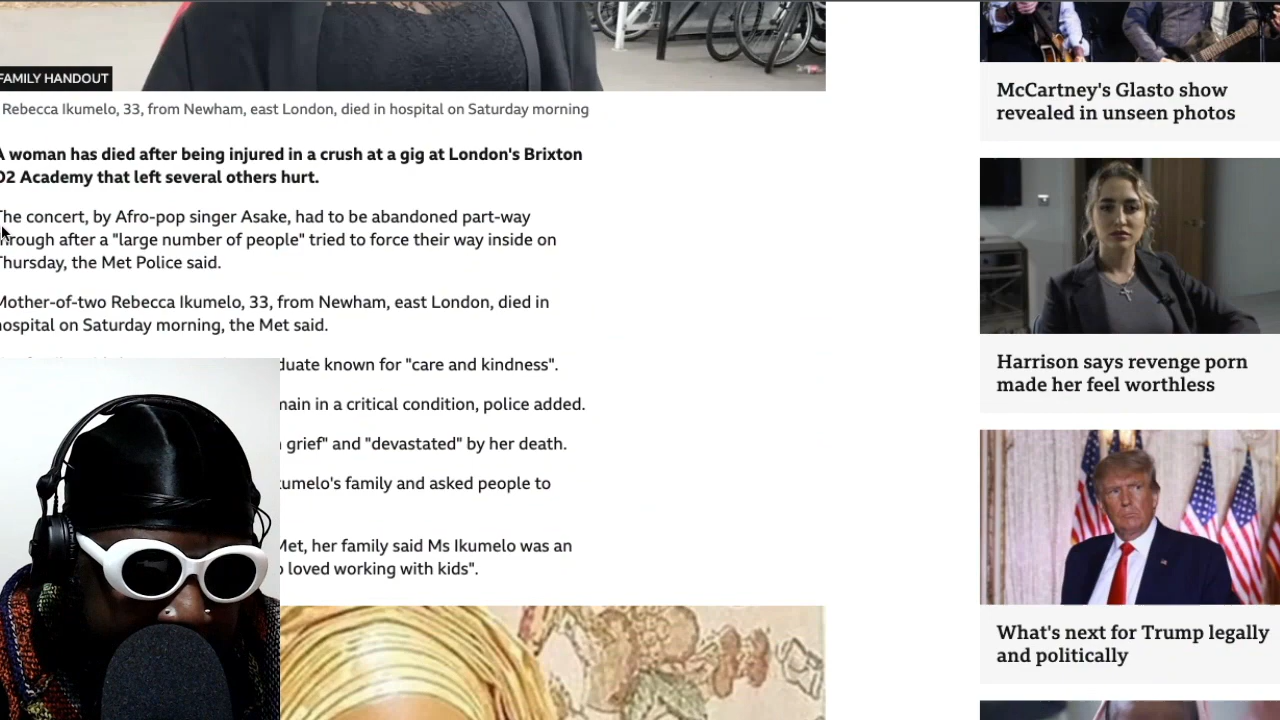 FAMILY HANDOUT
Rebecca Ikumelo, 33, from Newham, east London, died in hospital on Saturday morning
A woman has died after being injured in a crush at a gig at London's Brixton
O2 Academy that left several others hurt.
The concert, by Afro-pop singer Asake, had to be abandoned part-way
through after a "large number of people" tried to force their way inside on
Thursday, the Met Police said.
Mother-of-two Rebecca Ikumelo, 33, from Newham, east London, died in
hospital on Saturday morning, the Met said.
known for "care and kindness".
in a critical condition, police added.
grief" and "devastated" by her death.
family and asked people to
Met, her family said Ms Ikumelo was an
loved working with kids".
McCartney's Glasto show
revealed in unseen photos
Harrison says revenge porn
made her feel worthless
What's next for Trump legally
and politically